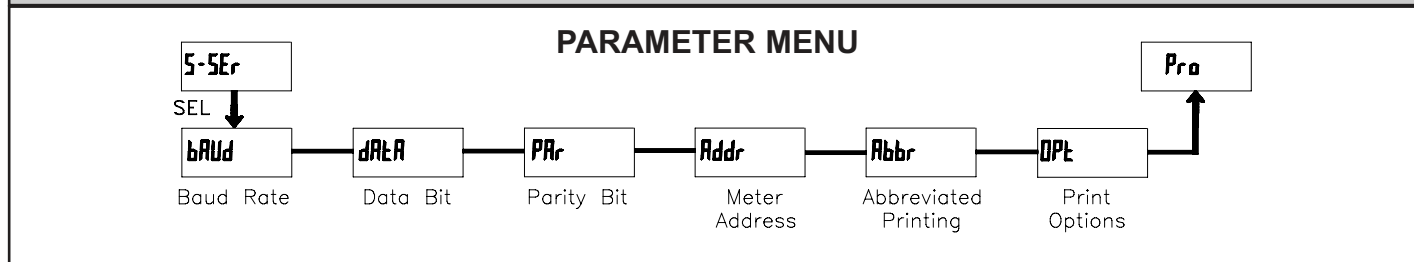 PARAMETER MENU
5-SEr
Pro
SEL
bAUd
dAtA
PAr
Addr
Abbr
OPt
Baud Rate
Data Bit
Parity Bit
Meter
Address
Abbreviated
Printing
Print
Options